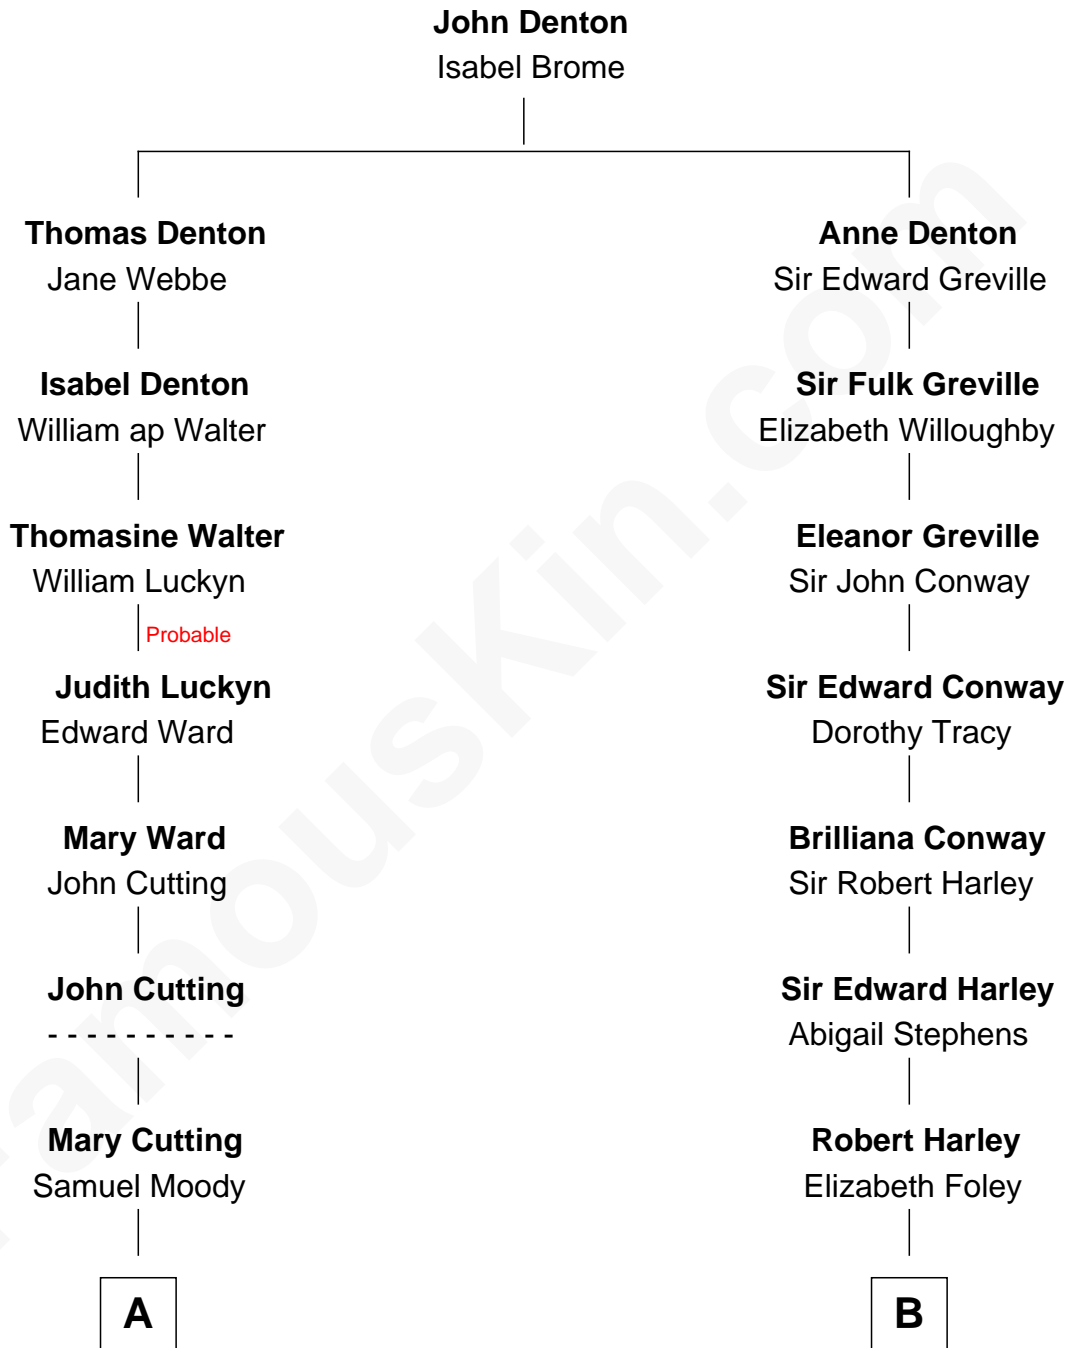 John Denton
Isabel Brome
Thomas Denton
Jane Webbe
Anne Denton
Sir Edward Greville
Isabel Denton
William ap Walter
Sir Fulk Greville
Elizabeth Willoughby
Thomasine Walter
William Luckyn
Eleanor Greville
Sir John Conway
Probable
Judith Luckyn
Edward Ward
Sir Edward Conway
Dorothy Tracy
Mary Ward
John Cutting
Brilliana Conway
Sir Robert Harley
John Cutting
- - - - - - - - - -
Sir Edward Harley
Abigail Stephens
Mary Cutting
Samuel Moody
Robert Harley
Elizabeth Foley
A
B
FamousKin.com